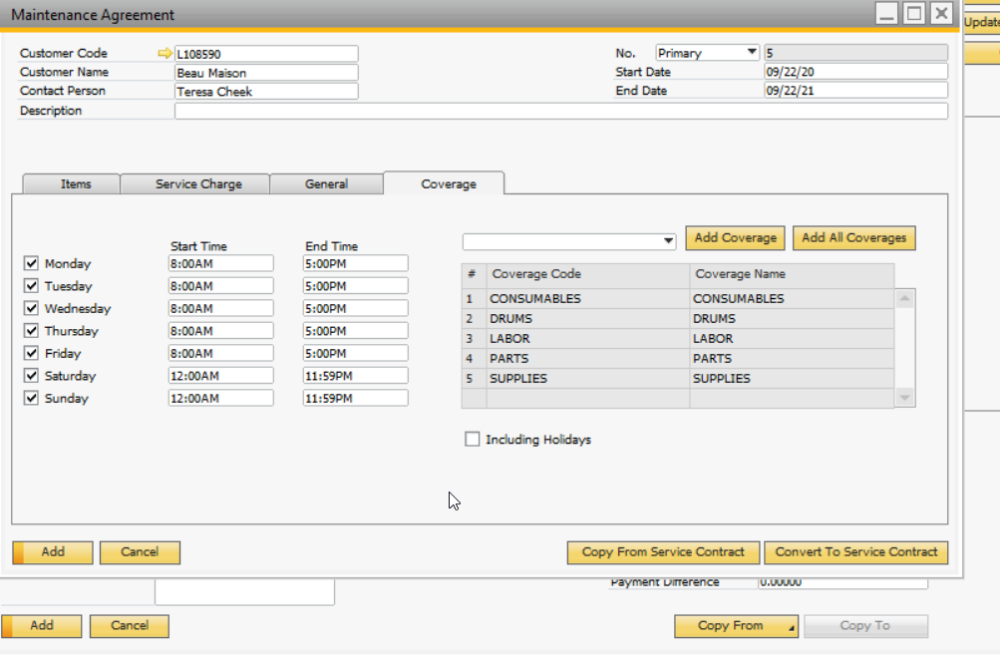 Maintenance Agreement
Update
Customer Code L108590 No. Primary 5
Customer Name Beau Maison Start Date 09/22/20
Contact Person Teresa Cheek End Date 09/22/21
Description
Items Service Charge General Coverage
Add Coverage Add All Coverages
Start Time End Time
Monday 8:00AM 5:00PM
Tuesday 8:00AM 5:00PM
Wednesday 8:00AM 5:00PM
Thursday 8:00AM 5:00PM
Friday 8:00AM 5:00PM
Saturday 12:00AM 11:59PM
Sunday 12:00AM 11:59PM
# Coverage Code Coverage Name
1 CONSUMABLES CONSUMABLES
2 DRUMS DRUMS
3 LABOR LABOR
4 PARTS PARTS
5 SUPPLIES SUPPLIES
Including Holidays
Add Cancel Copy From Service Contract Convert To Service Contract
Payment Difference 0.00000
Add Cancel Copy From Copy To